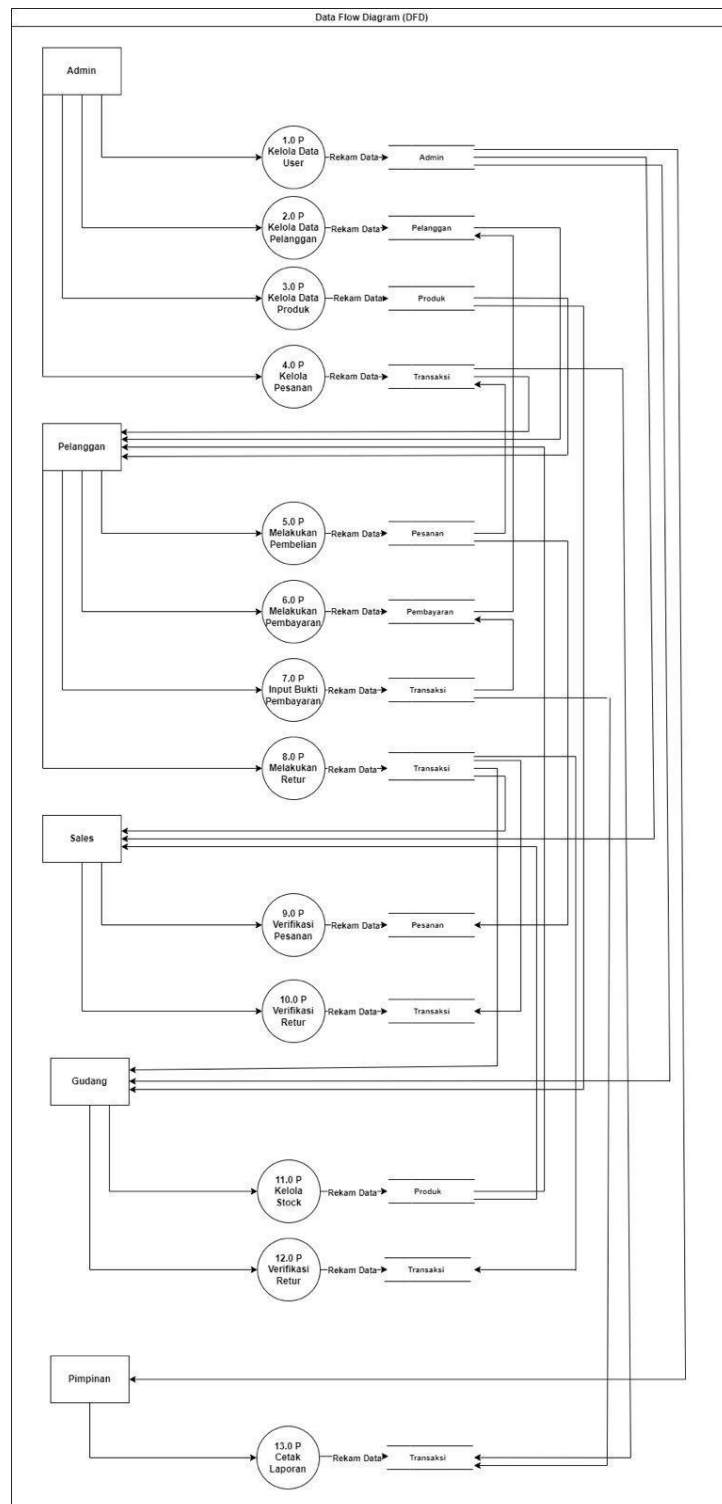 Data Flow Diagram (DFD)
Admin
1.0 P
Kelola Data
User
Rekam Data
Admin
2.0 P
Kelola Data
Pelanggan
Rekam Data
Pelanggan
3.0 P
Kelola Data
Produk
Rekam Data
Produk
4.0 P
Kelola
Pesanan
Rekam Data
Transaksi
Pelanggan
5.0 P
Melakukan
Pembelian
Rekam Data
Pesanan
6.0 P
Melakukan
Pembayaran
Rekam Data
Pembayaran
7.0 P
Input Bukti
Pembayaran
Rekam Data
Transaksi
8.0 P
Melakukan
Retur
Rekam Data
Transaksi
Sales
9.0 P
Verifikasi
Pesanan
Rekam Data
Pesanan
10.0 P
Verifikasi
Retur
Rekam Data
Transaksi
Gudang
11.0 P
Kelola
Stock
Rekam Data
Produk
12.0 P
Verifikasi
Retur
Rekam Data
Transaksi
Pimpinan
13.0 P
Cetak
Laporan
Rekam Data
Transaksi